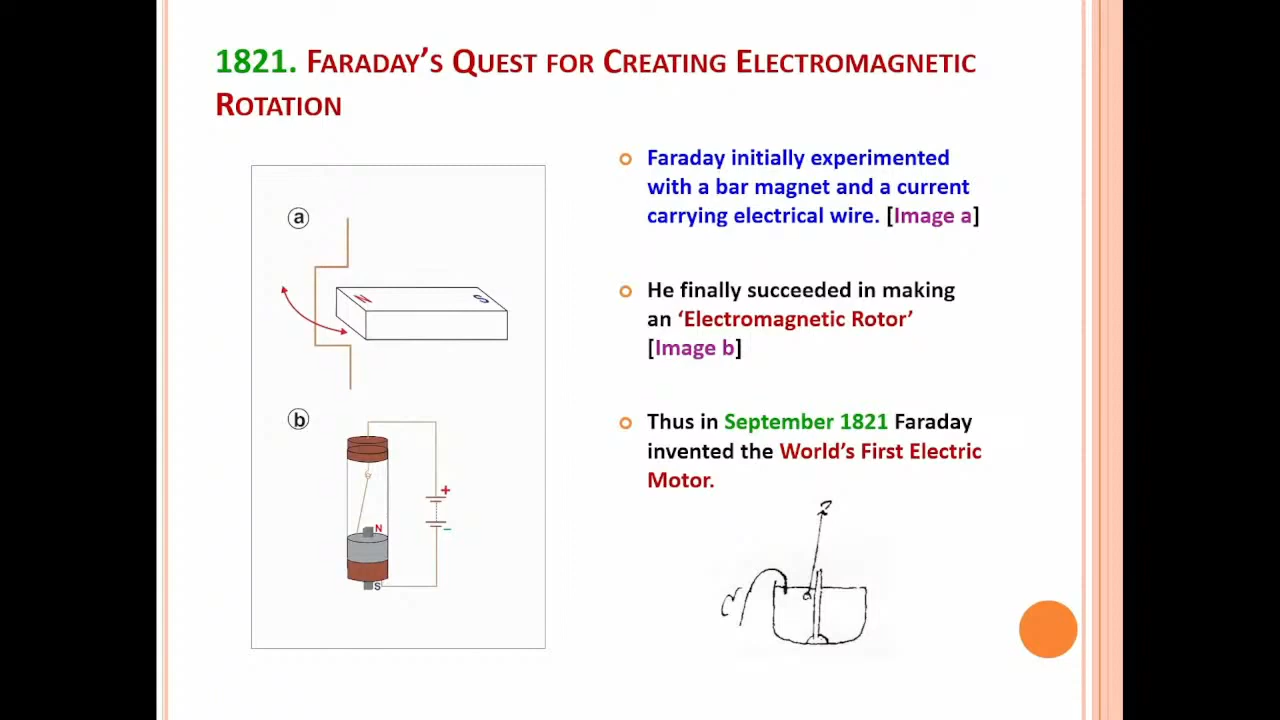 1821. FARADAY'S QUEST FOR CREATING ELECTROMAGNETIC
ROTATION
Faraday initially experimented
with a bar magnet and a current
carrying electrical wire. [Image a]
He finally succeeded in making
an ‘Electromagnetic Rotor’
[Image b]
Thus in September 1821 Faraday
invented the World’s First Electric
Motor.
a
N S
b
+
N
−
S